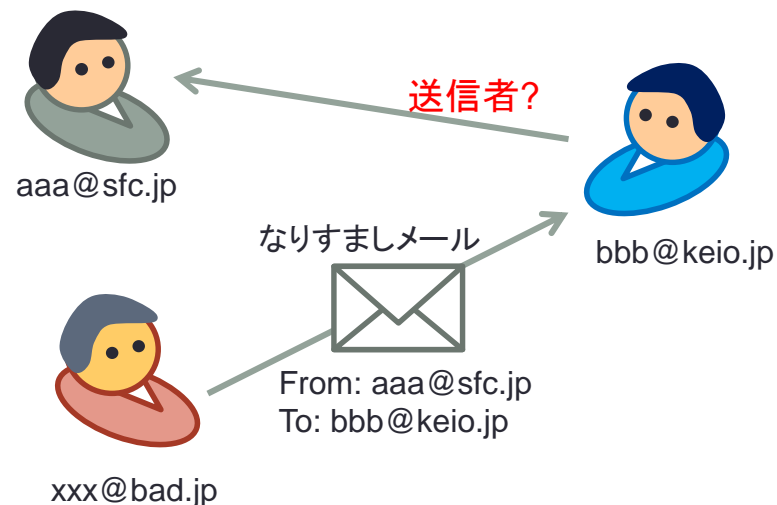 送信者?
aaa@sfc.jp
なりすましメール
bbb@keio.jp
From: aaa@sfc.jp
To: bbb@keio.jp
xxx@bad.jp